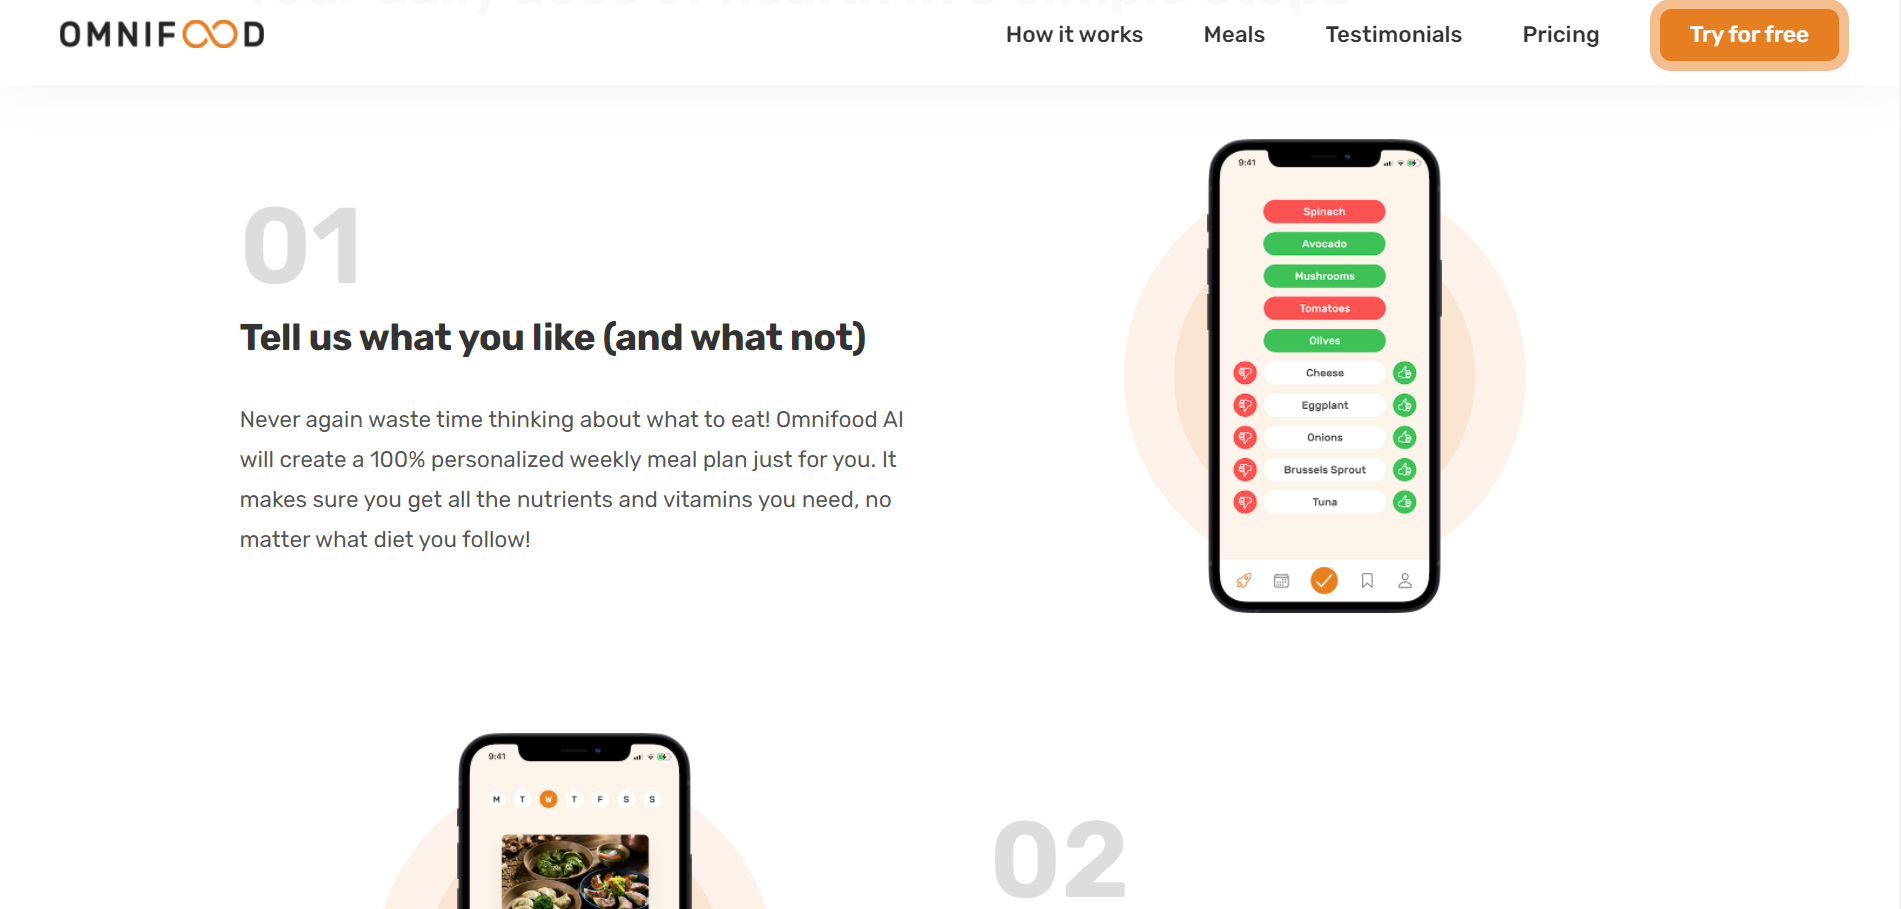 OMNIFOOD
How it works
Meals
Testimonials
Pricing
Try for free
01
Tell us what you like (and what not)
Never again waste time thinking about what to eat! Omnifood AI
will create a 100% personalized weekly meal plan just for you. It
makes sure you get all the nutrients and vitamins you need, no
matter what diet you follow!
9:41
Spinach
Avocado
Mushrooms
Tomatoes
Olives
Cheese
Eggplant
Onions
Brussels Sprout
Tuna
9:41
M T W T F S S
02